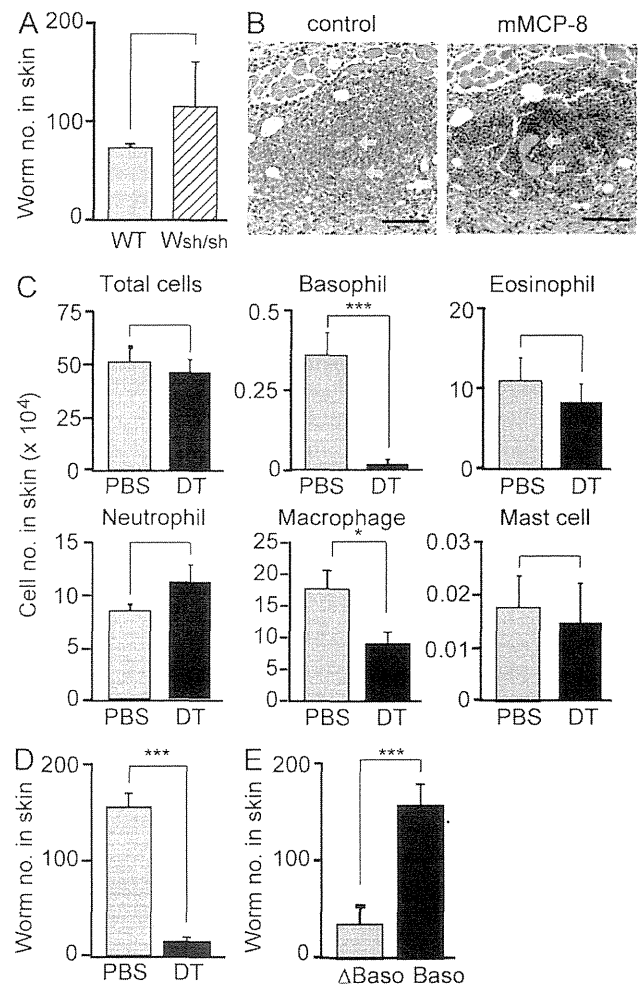 A
Worm no. in skin
200
100
0
WT
Wsh/sh
B
control
mMCP-8
C
Cell no. in skin (x 10⁴)
Total cells
75
50
25
0
PBS
DT
Basophil
***
0.5
0.25
0
PBS
DT
Eosinophil
20
10
0
PBS
DT
Neutrophil
15
10
5
0
PBS
DT
Macrophage
*
25
20
15
10
5
0
PBS
DT
Mast cell
0.03
0.02
0.01
0
PBS
DT
D
Worm no. in skin
***
200
100
0
PBS
DT
E
Worm no. in skin
***
200
100
0
ΔBaso
Baso